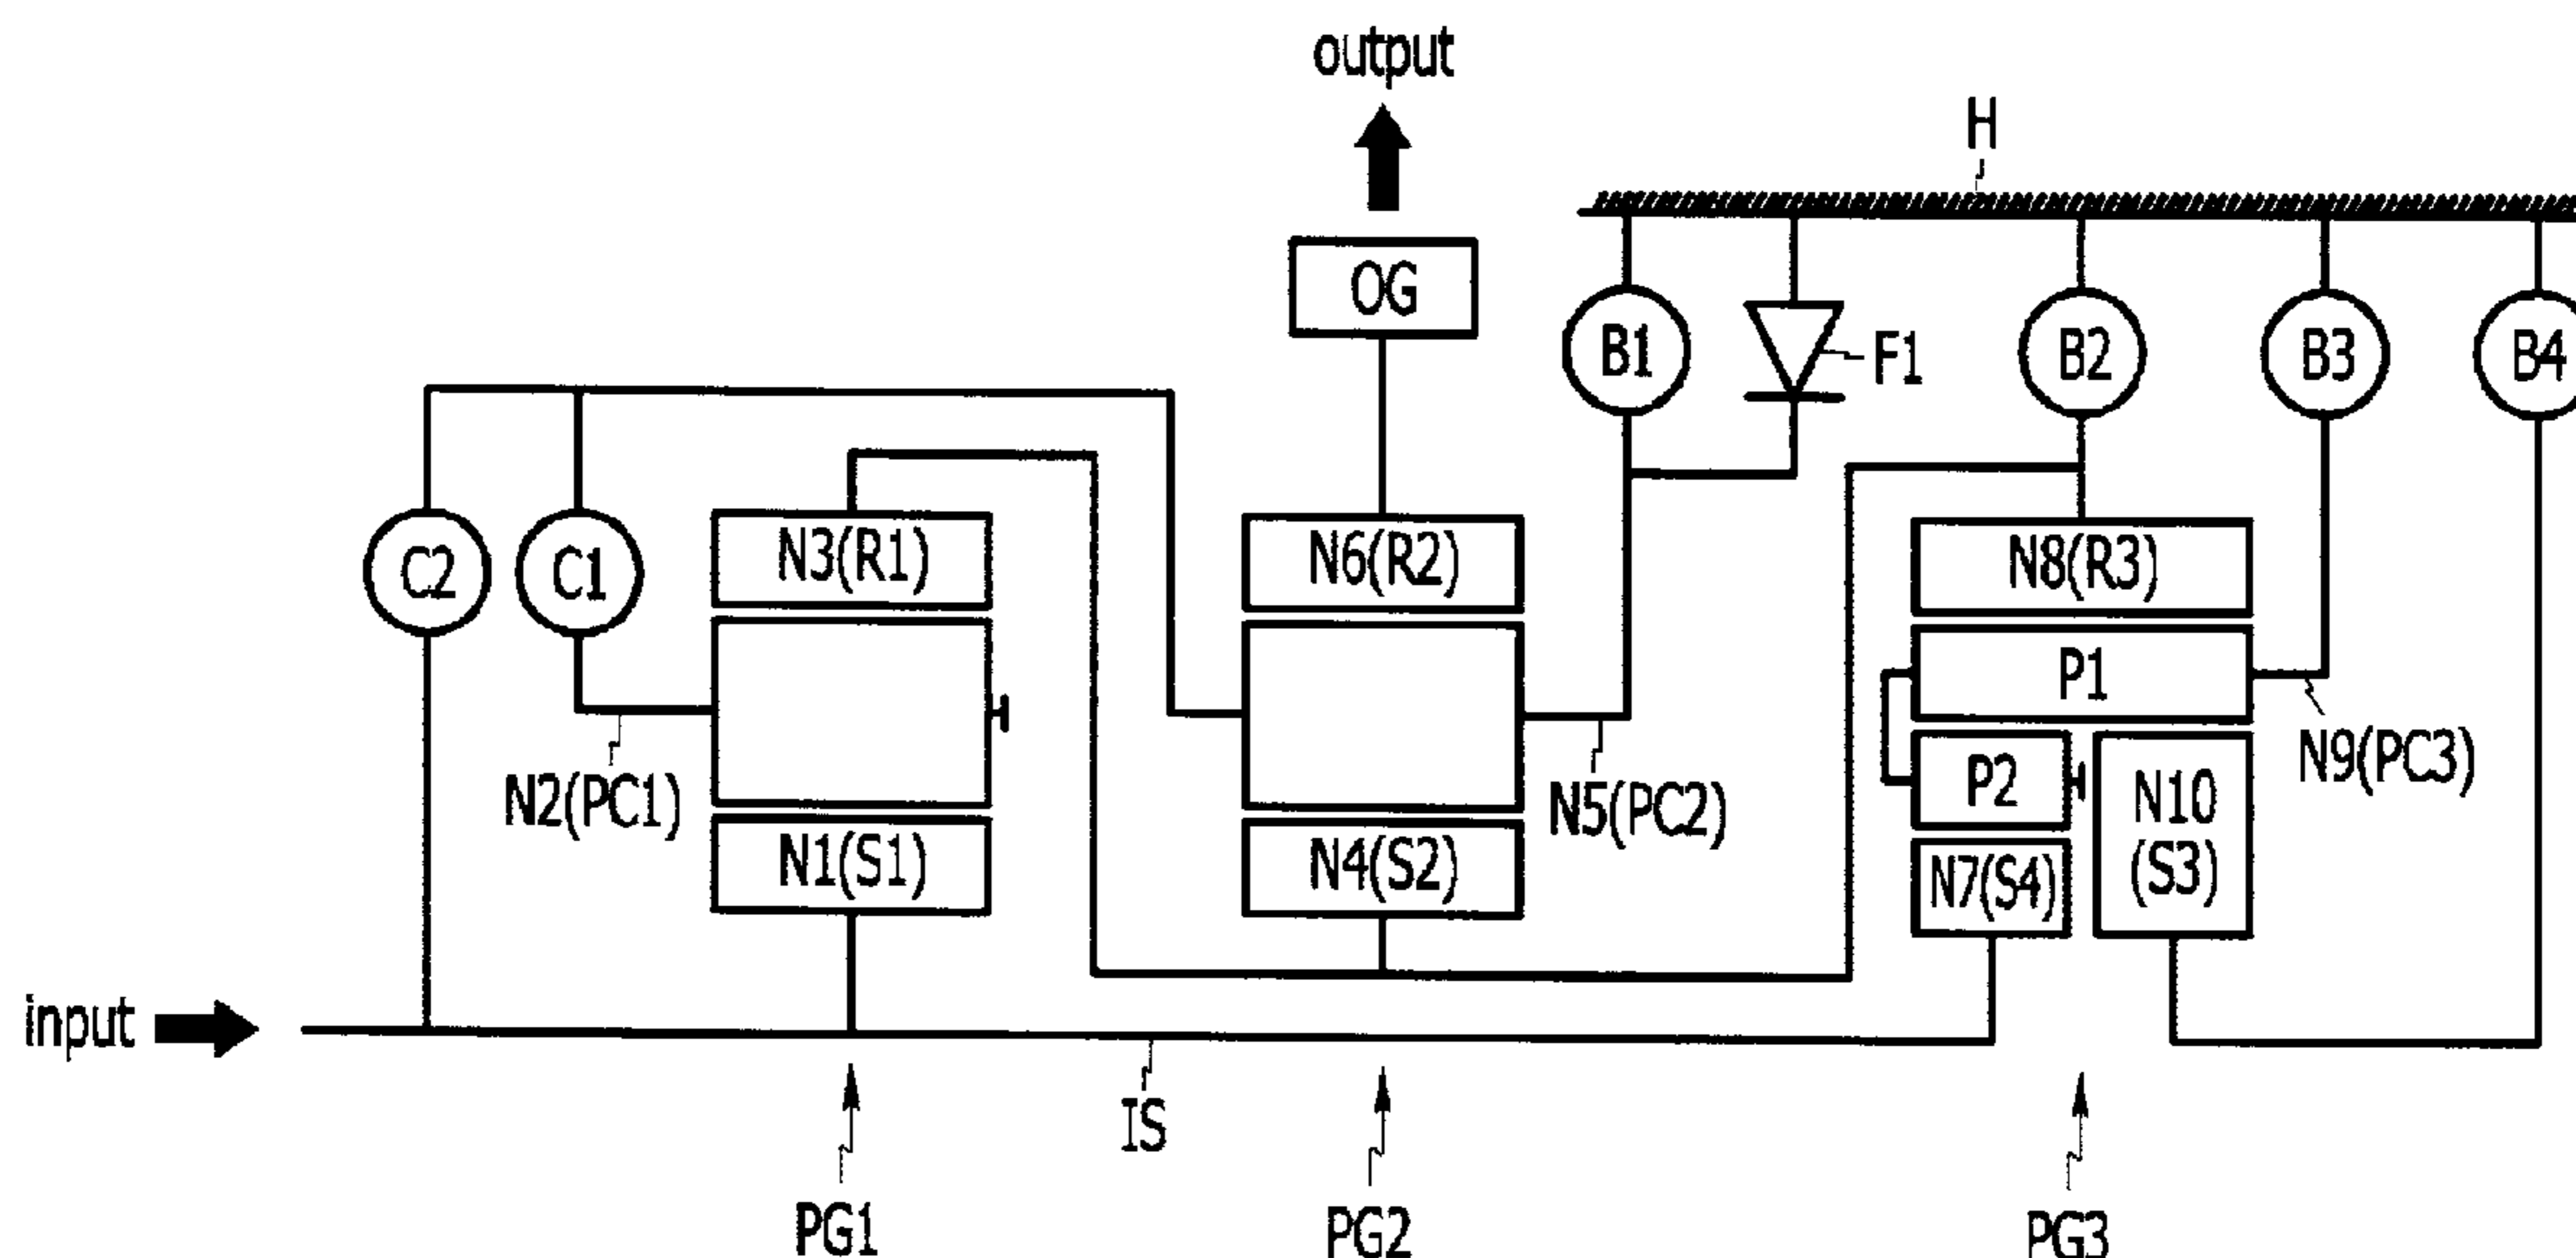 output
H
OG
B1
F1
B2
B3
B4
C2
C1
N3(R1)
N6(R2)
N8(R3)
P1
N2(PC1)
N5(PC2)
P2
N10
(S3)
N9(PC3)
N1(S1)
N4(S2)
N7(S4)
input
IS
PG1
PG2
PG3